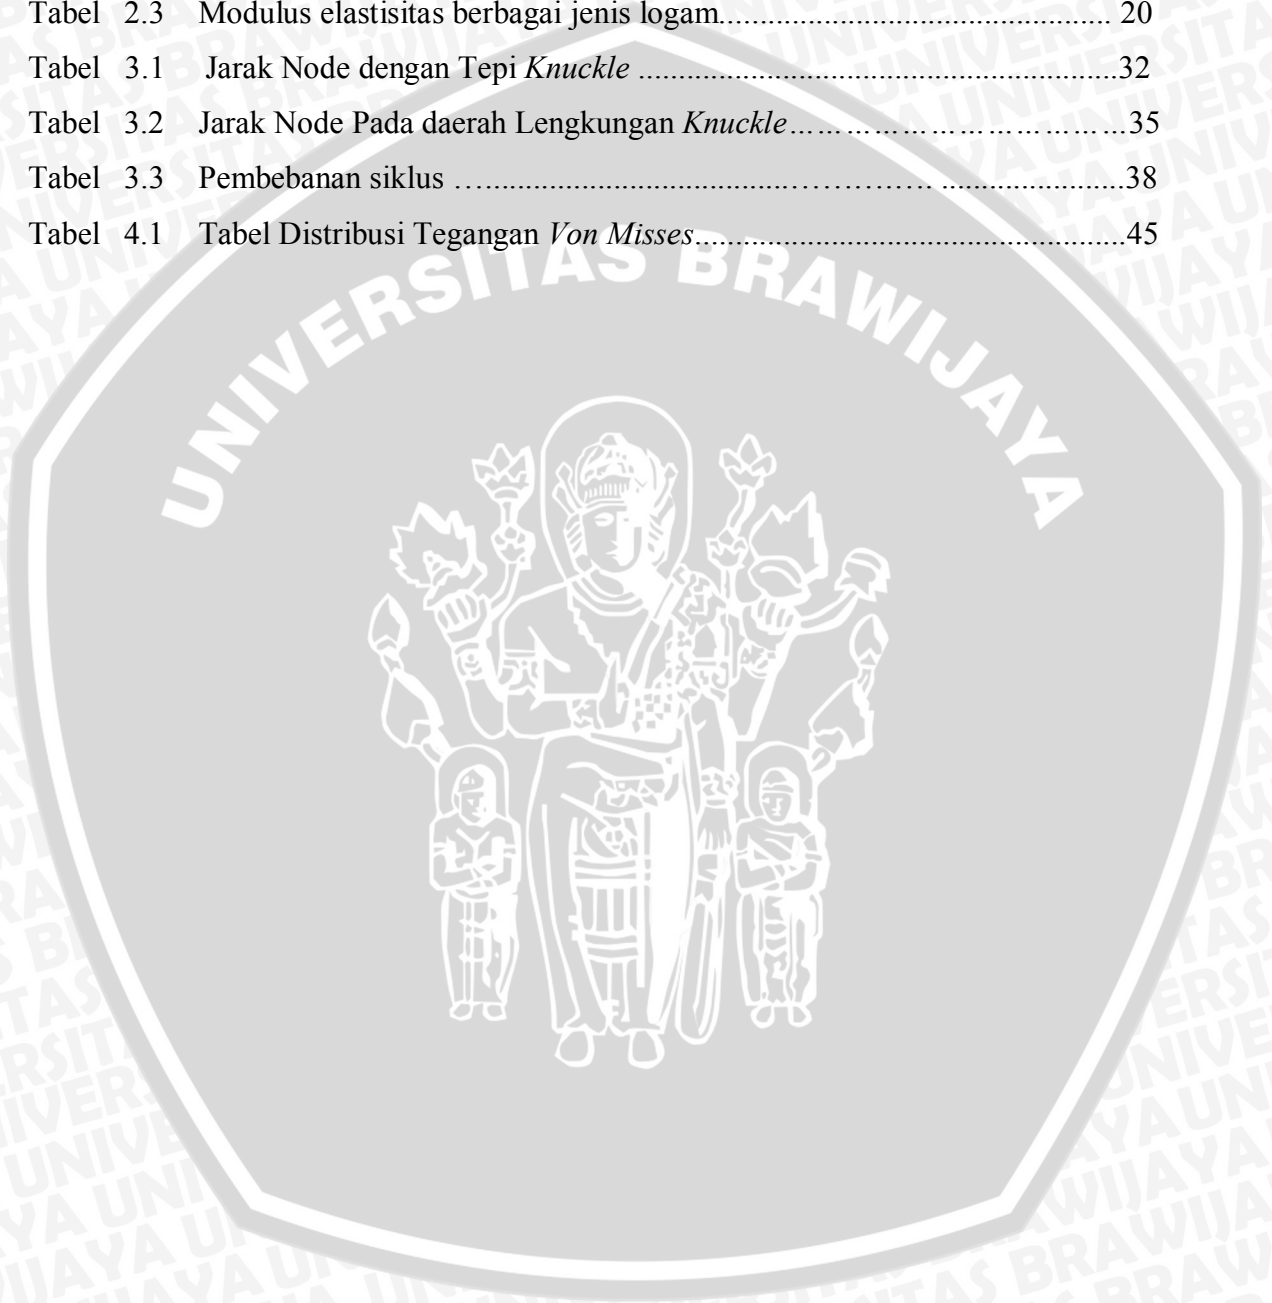 Tabel 2.3 Modulus elastisitas berbagai jenis logam................................................ 20
Tabel 3.1 Jarak Node dengan Tepi Knuckle ............................................................32
Tabel 3.2 Jarak Node Pada daerah Lengkungan Knuckle…………………………………35
Tabel 3.3 Pembebanan siklus …......................................…………… .......................38
Tabel 4.1 Tabel Distribusi Tegangan Von Misses......................................................45
UNIVERSITAS BRAWIJAYA